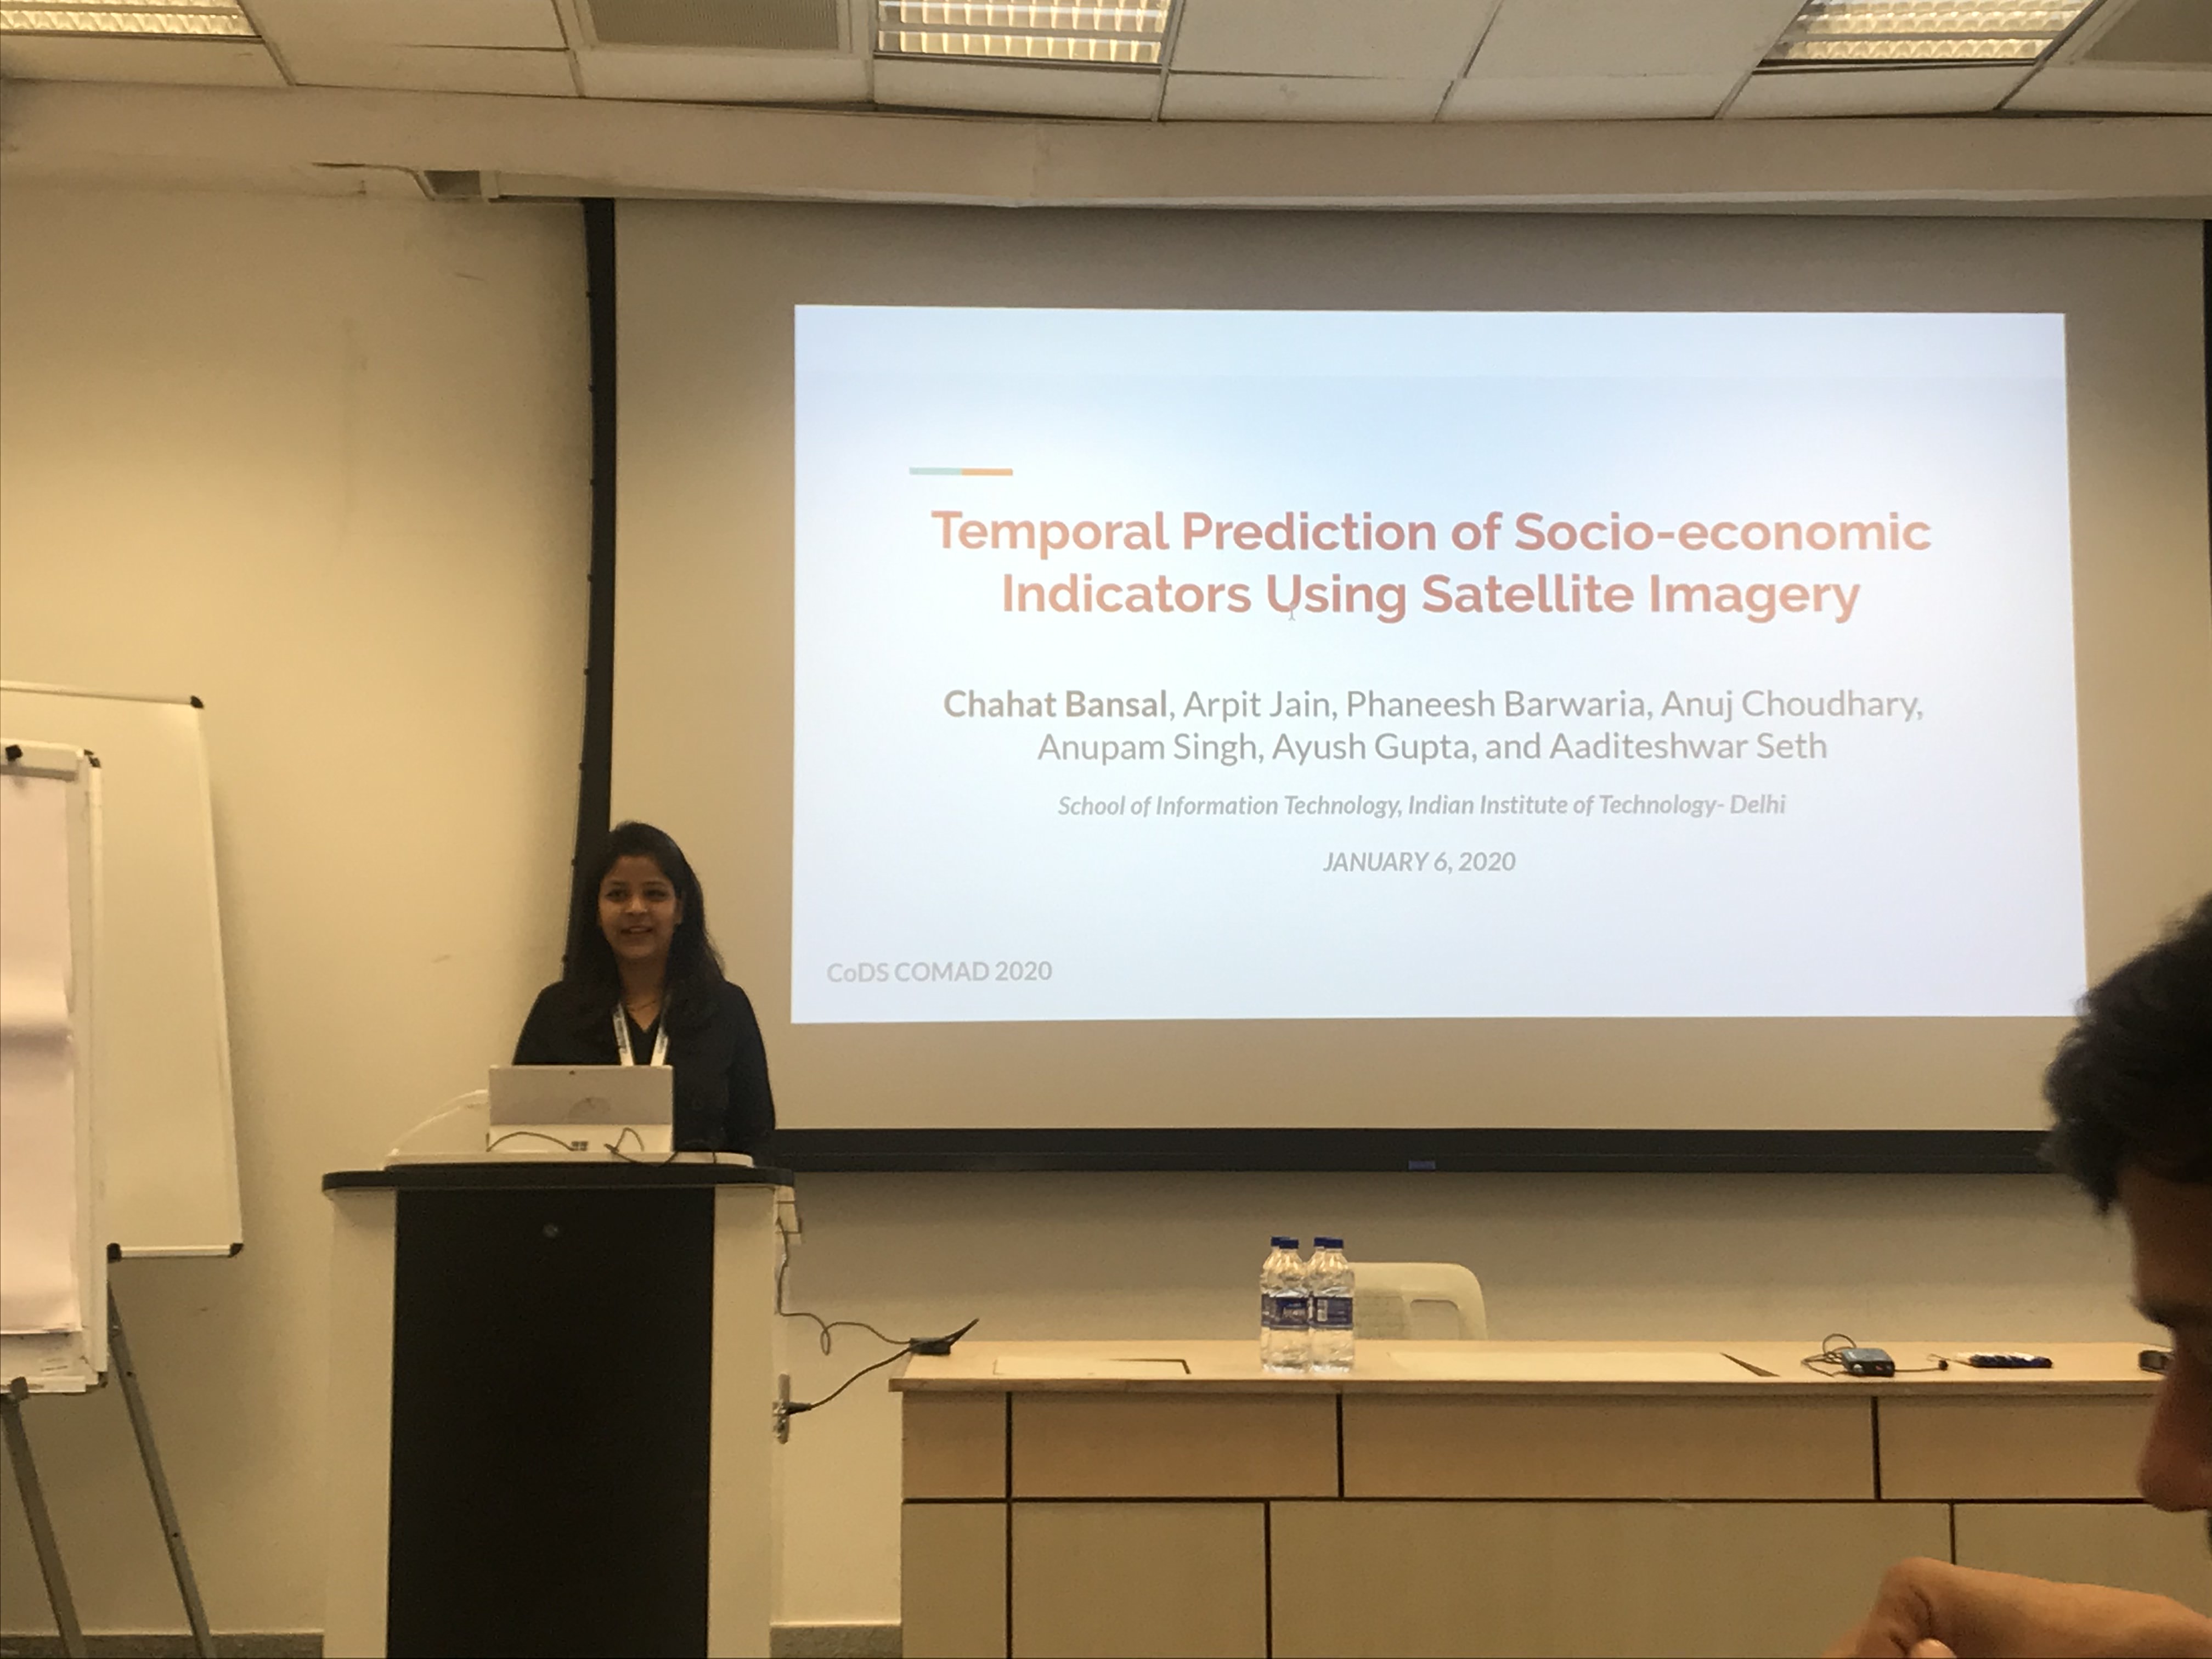 Temporal Prediction of Socio-economic
Indicators Using Satellite Imagery
Chahat Bansal, Arpit Jain, Phaneesh Barwaria, Anuj Choudhary,
Anupam Singh, Ayush Gupta, and Aaditeshwar Seth
School of Information Technology, Indian Institute of Technology- Delhi
JANUARY 6, 2020
CoDS COMAD 2020